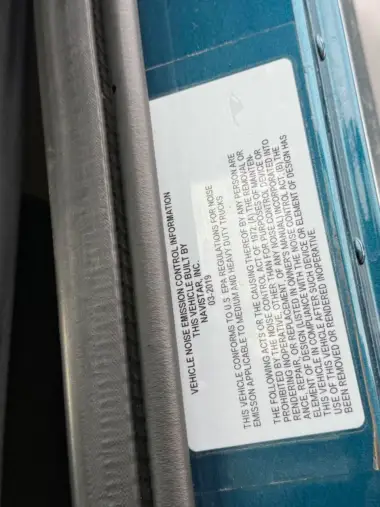 VEHICLE NOISE EMISSION CONTROL INFORMATION
THIS VEHICLE BUILT BY
NAVISTAR, INC.
03-2019
THIS VEHICLE CONFORMS TO U.S. EPA REGULATIONS FOR NOISE
EMISSON APPLICABLE TO MEDIUM AND HEAVY DUTY TRUCKS
THE FOLLOWING ACTS OR THE CAUSING THEREOF BY ANY PERSON ARE
PROHIBITED BY THE NOISE CONTROL ACT OF 1972: (A) THE REMOVAL OR
RENDERING INOPERATIVE, OTHER THAN FOR PURPOSES OF MAINTEN-
ANCE, REPAIR, OR REPLACEMENT, OF ANY NOISE CONTROL DEVICE OR
ELEMENT OF DESIGN (LISTED IN THE OWNER'S MANUAL) INCORPORATED INTO
THIS VEHICLE IN COMPLIANCE WITH THE NOISE CONTROL ACT, (B) THE
USE OF THIS VEHICLE AFTER SUCH DEVICE OR ELEMENT OF DESIGN HAS
BEEN REMOVED OR RENDERED INOPERATIVE.